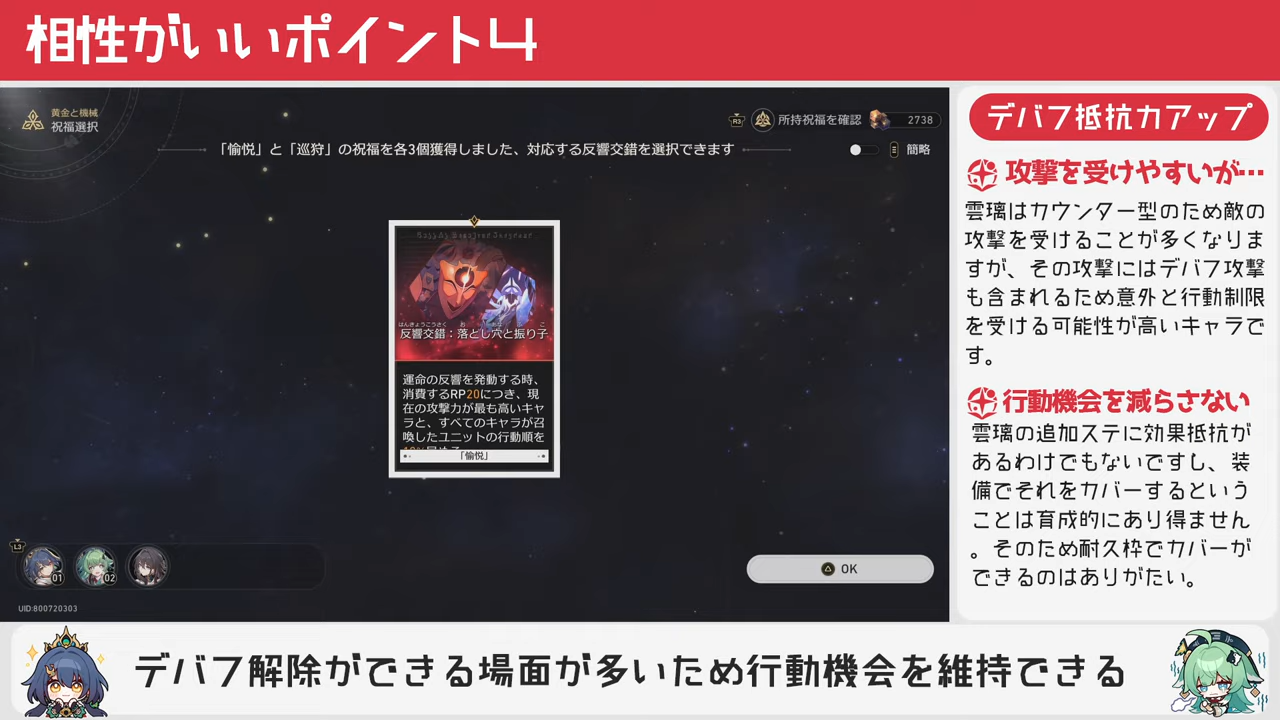 相性がいいポイント4
黄金と機械
祝福選択
R3
所持祝福を確認
2738
「愉悦」と「巡狩」の祝福を各3個獲得しました、対応する反響交錯を選択できます
簡略
はんきょうこうさく
反響交錯：落とし穴と振り子
運命の反響を発動する時、
消費するRP20につき、現
在の攻撃力が最も高いキャ
ラと、すべてのキャラが召
喚したユニットの行動順を
「愉悦」
L3
01
02
OK
UID:800720303
デバフ抵抗力アップ
攻撃を受けやすいが…
雲璃はカウンター型のため敵の
攻撃を受けることが多くなりま
すが、その攻撃にはデバフ攻撃
も含まれるため意外と行動制限
を受ける可能性が高いキャラで
す。
行動機会を減らさない
雲璃の追加ステに効果抵抗が
あるわけでもないですし、装
備でそれをカバーするという
ことは育成的にあり得ません
。そのため耐久枠でカバーが
できるのはありがたい。
デバフ解除ができる場面が多いため行動機会を維持できる